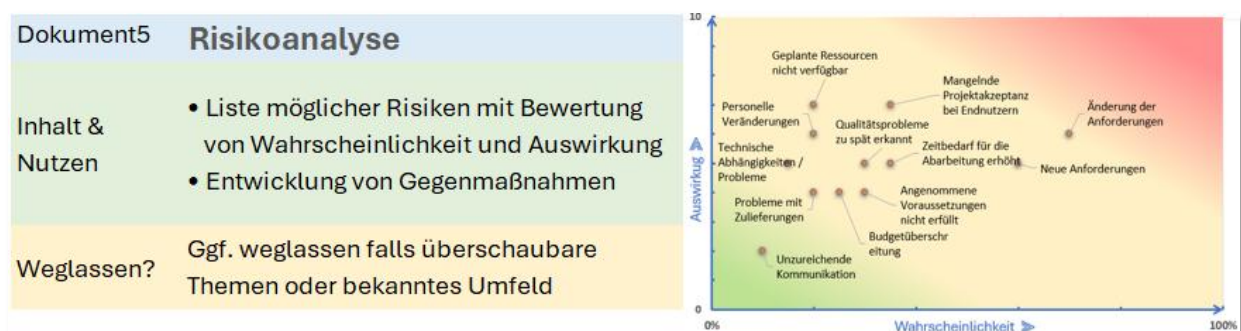 Dokument5
Risikoanalyse
Inhalt &
Nutzen
• Liste möglicher Risiken mit Bewertung
von Wahrscheinlichkeit und Auswirkung
• Entwicklung von Gegenmaßnahmen
Weglassen?
Ggf. weglassen falls überschaubare
Themen oder bekanntes Umfeld
10
Auswirkug
0
Geplante Ressourcen
nicht verfügbar
Mangelnde
Projektakzeptanz
bei Endnutzern
Änderung der
Anforderungen
Personelle
Veränderungen
Qualitätsprobleme
zu spät erkannt
Technische
Abhängigkeiten /
Probleme
Zeitbedarf für die
Abarbeitung erhöht
Neue Anforderungen
Probleme mit
Zulieferungen
Angenommene
Voraussetzungen
nicht erfüllt
Budgetüberschr
eitung
Unzureichende
Kommunikation
0%
Wahrscheinlichkeit
100%